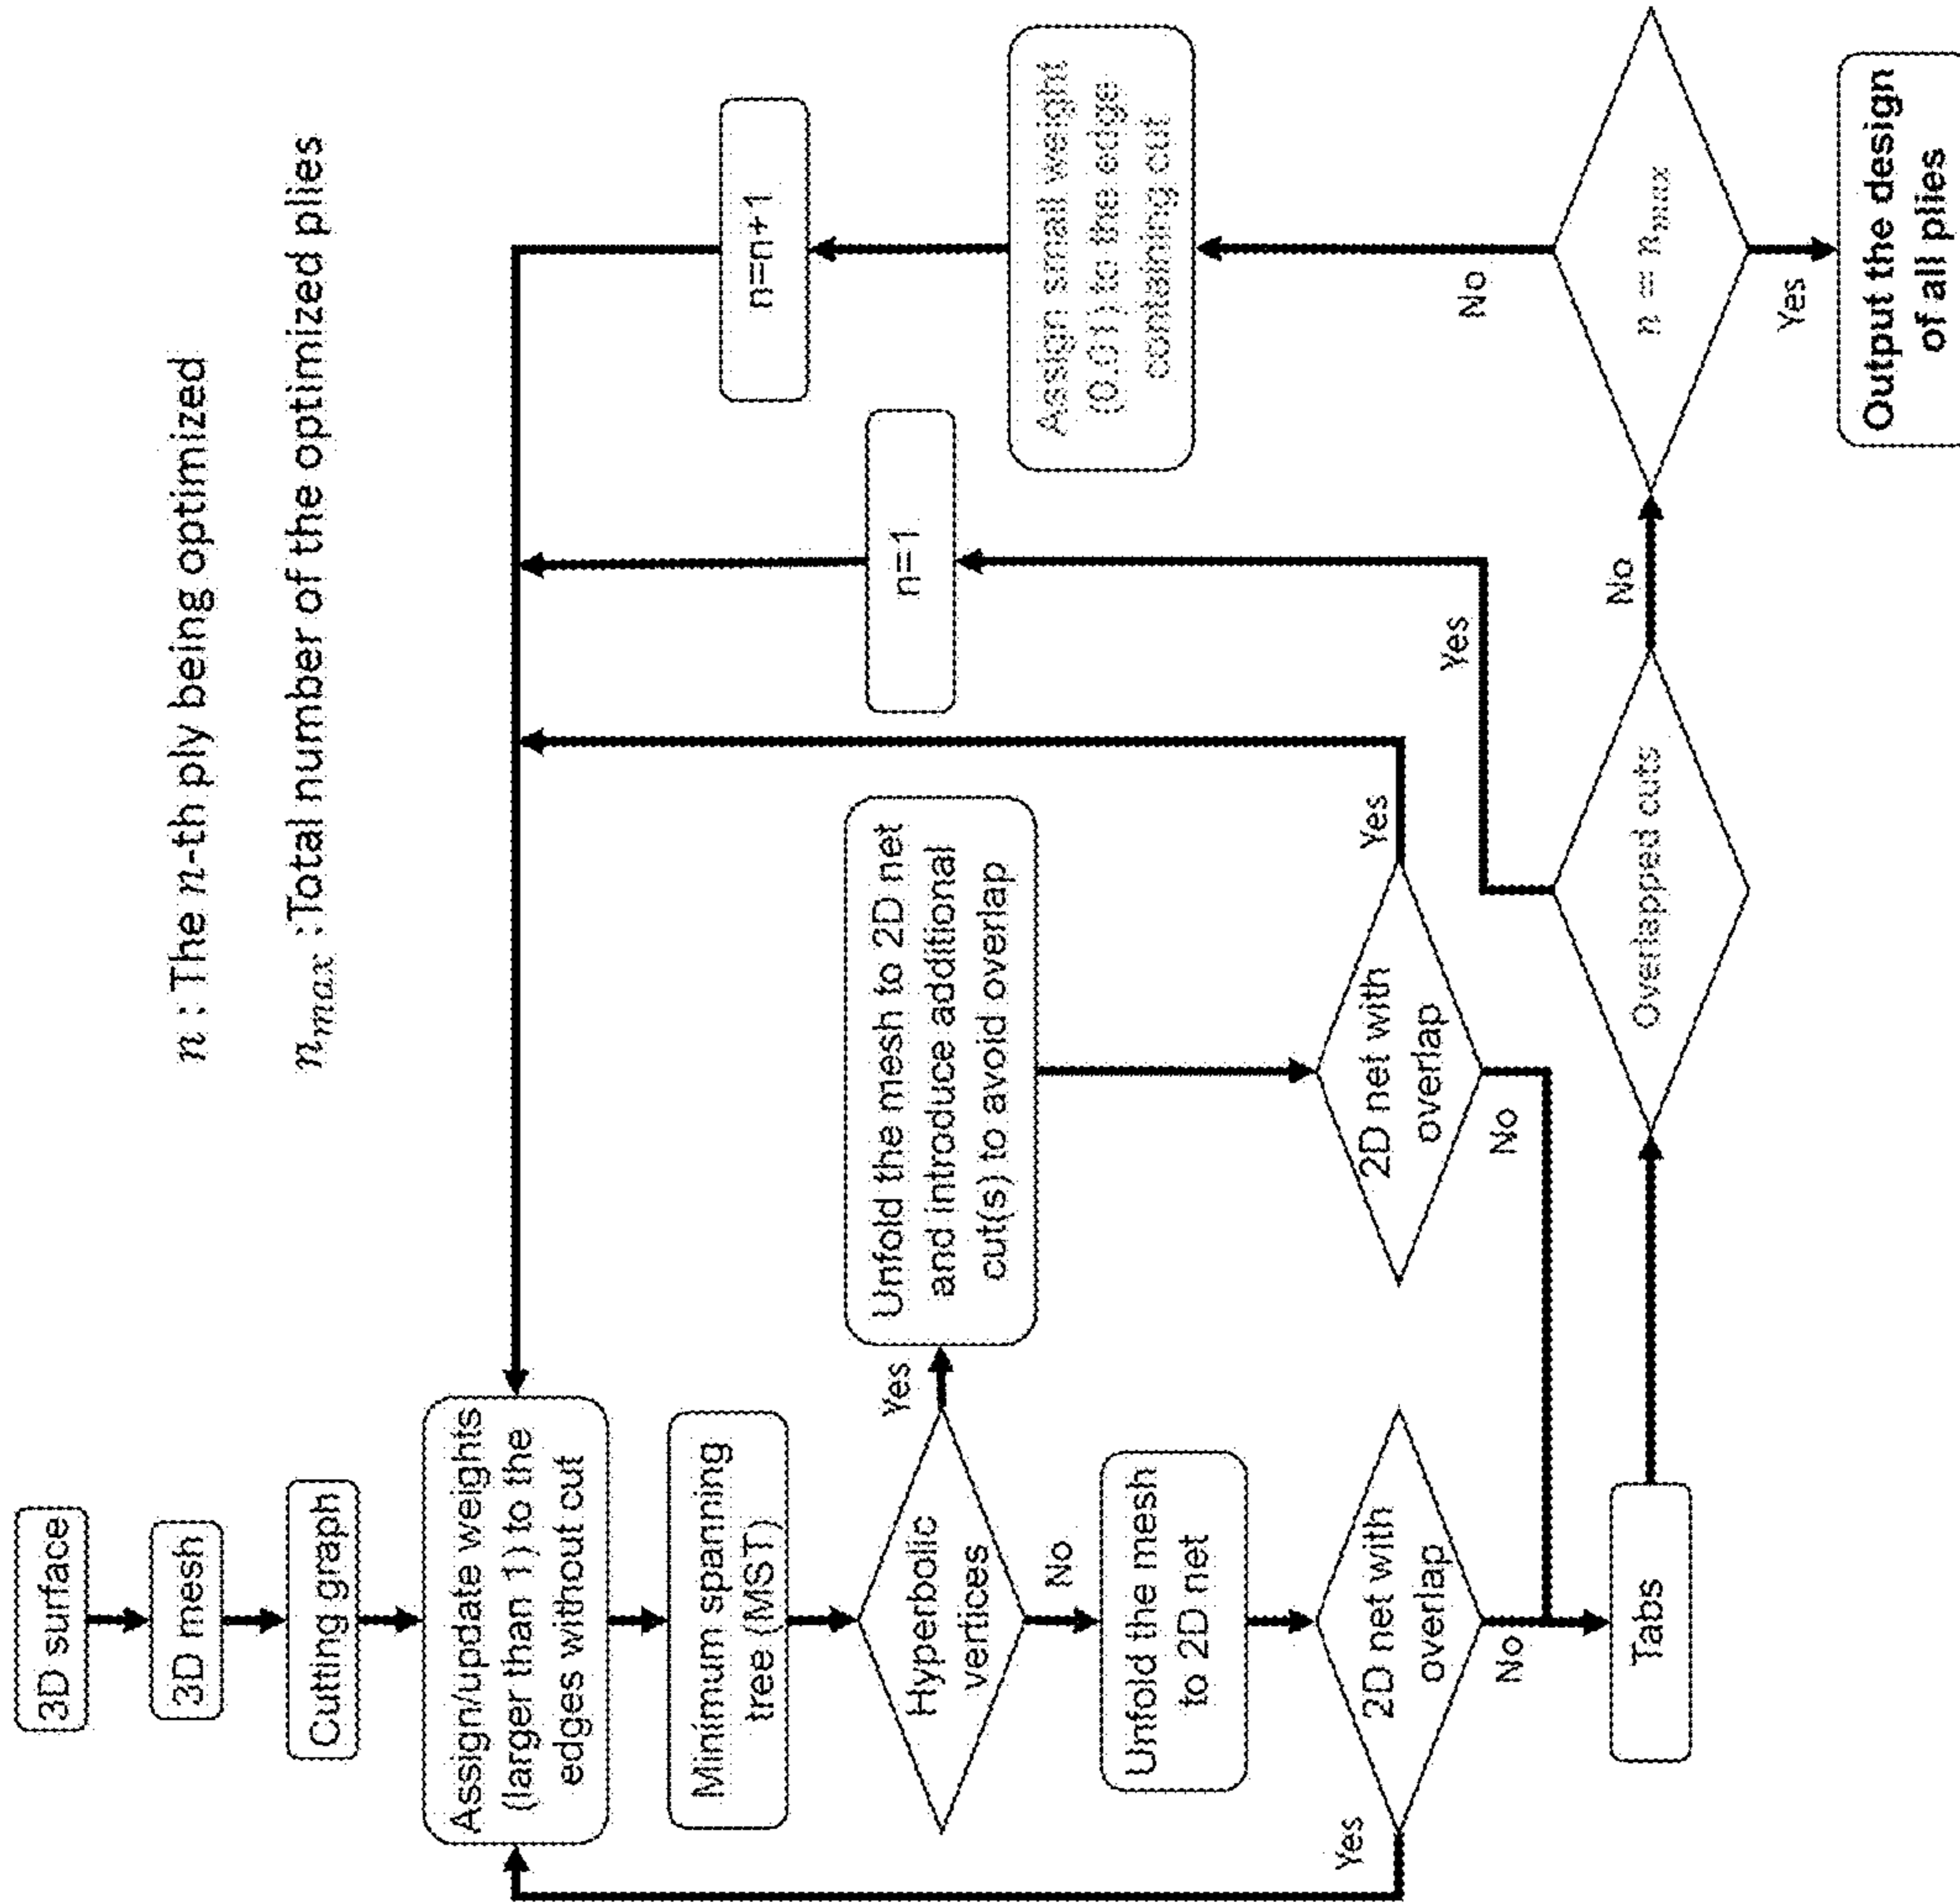 n : The n-th ply being optimized
n_max : Total number of the optimized plies
3D surface
3D mesh
Cutting graph
Assign/update weights
(larger than 1) to the
edges without cut
Minimum spanning
tree (MST)
Hyperbolic
vertices
Yes
No
Unfold the mesh to 2D net
and introduce additional
cut(s) to avoid overlap
Unfold the mesh
to 2D net
2D net with
overlap
Yes
No
2D net with
overlap
Yes
No
Tabs
Overlapped cuts
Yes
No
n=1
n=n+1
Assign small weight
(0.01) to the edge
containing cut
n = n_max
No
Yes
Output the design
of all plies